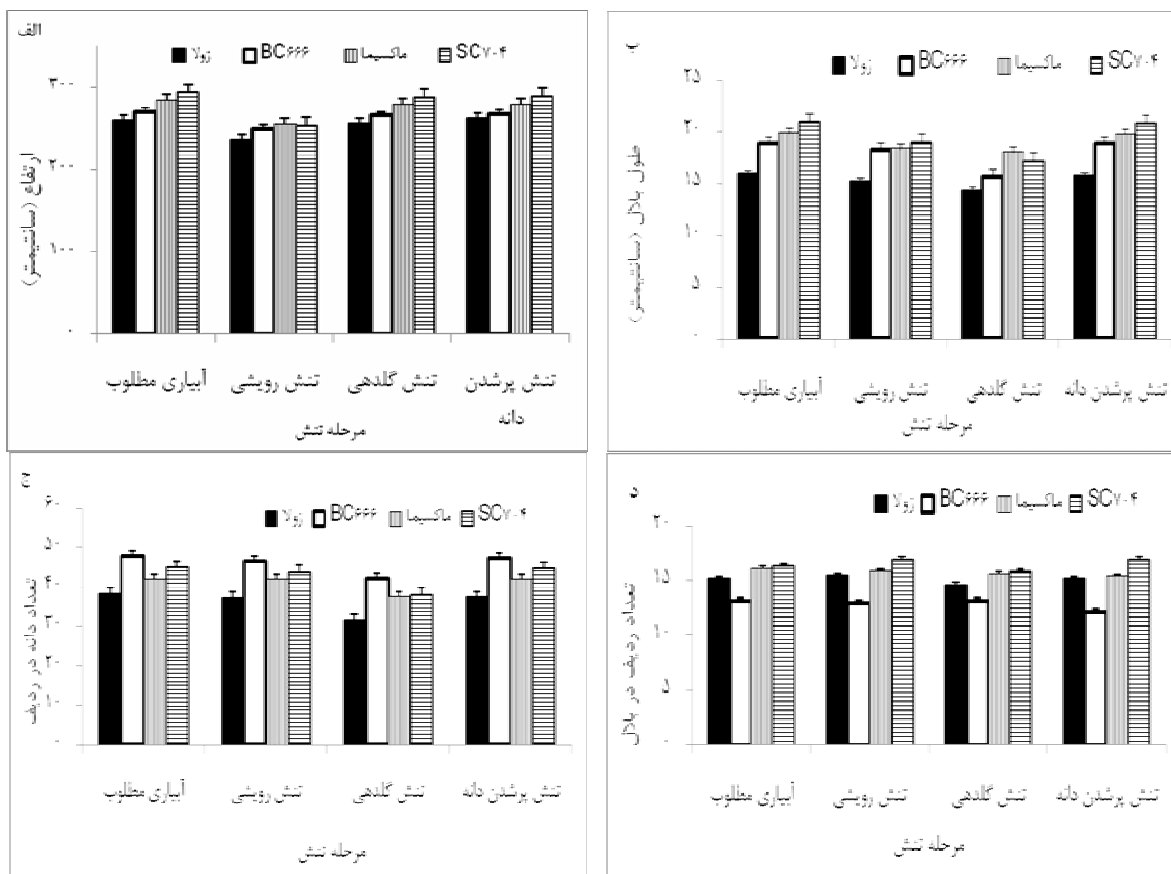 الف
زولا BC۶۶۶ ماکسیما SC۷۰۴
ارتفاع (سانتیمتر)
۳۰۰
۲۰۰
۱۰۰
۰
آبیاری مطلوب تنش رویشی تنش گلدهی تنش پرشدن
دانه
مرحله تنش
ب
زولا BC۶۶۶ ماکسیما SC۷۰۴
طول بلال (سانتیمتر)
۲۵
۲۰
۱۵
۱۰
۵
۰
آبیاری مطلوب تنش رویشی تنش گلدهی تنش پرشدن دانه
مرحله تنش
ج
زولا BC۶۶۶ ماکسیما SC۷۰۴
تعداد دانه در ردیف
۶۰
۵۰
۴۰
۳۰
۲۰
۱۰
۰
آبیاری مطلوب تنش رویشی تنش گلدهی تنش پرشدن دانه
مرحله تنش
د
زولا BC۶۶۶ ماکسیما SC۷۰۴
تعداد ردیف در بلال
۲۰
۱۵
۱۰
۵
۰
آبیاری مطلوب تنش رویشی تنش گلدهی تنش پرشدن دانه
مرحله تنش